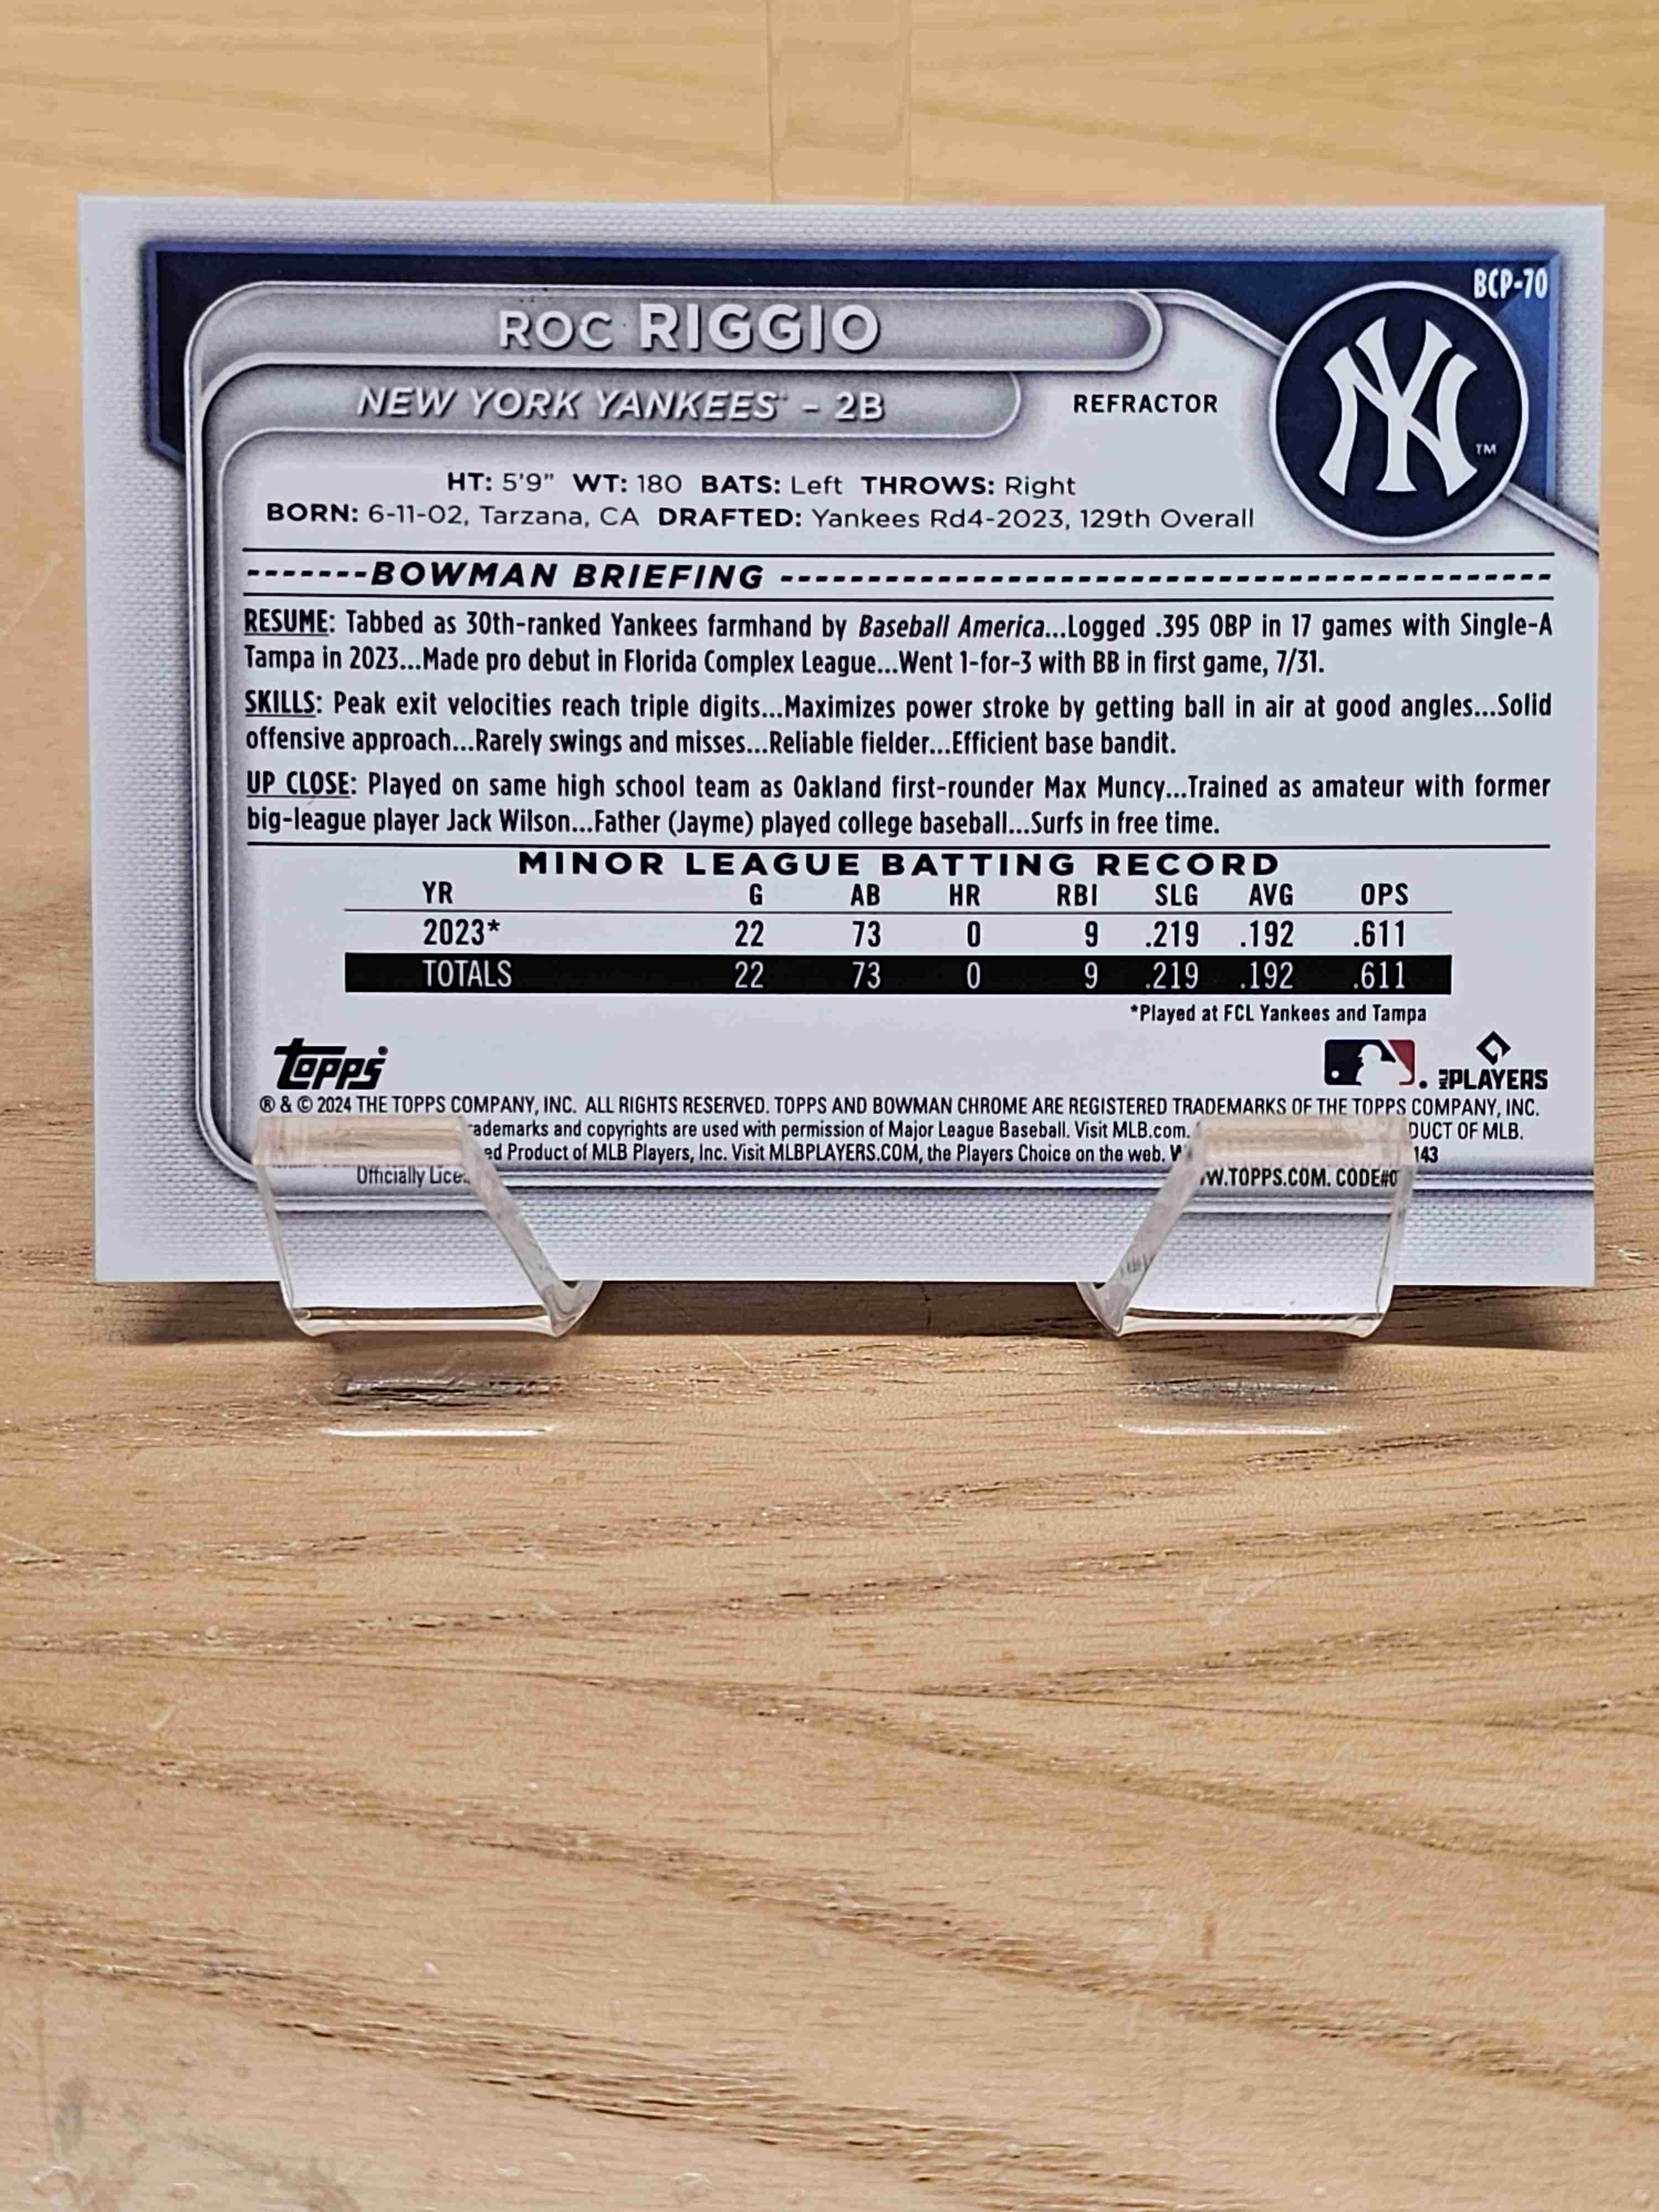 BCP-70
ROC RIGGIO
NEW YORK YANKEES - 2B
REFRACTOR
NY
TM
HT: 5'9" WT: 180 BATS: Left THROWS: Right
BORN: 6-11-02, Tarzana, CA DRAFTED: Yankees Rd4-2023, 129th Overall
-------BOWMAN BRIEFING --------------------------------------------
RESUME: Tabbed as 30th-ranked Yankees farmhand by Baseball America...Logged .395 OBP in 17 games with Single-A
Tampa in 2023...Made pro debut in Florida Complex League...Went 1-for-3 with BB in first game, 7/31.
SKILLS: Peak exit velocities reach triple digits...Maximizes power stroke by getting ball in air at good angles...Solid
offensive approach...Rarely swings and misses...Reliable fielder...Efficient base bandit.
UP CLOSE: Played on same high school team as Oakland first-rounder Max Muncy...Trained as amateur with former
big-league player Jack Wilson...Father (Jayme) played college baseball...Surfs in free time.
MINOR LEAGUE BATTING RECORD
YR G AB HR RBI SLG AVG OPS
2023* 22 73 0 9 .219 .192 .611
TOTALS 22 73 0 9 .219 .192 .611
*Played at FCL Yankees and Tampa
Topps
MLB PLAYERS
® & © 2024 THE TOPPS COMPANY, INC. ALL RIGHTS RESERVED. TOPPS AND BOWMAN CHROME ARE REGISTERED TRADEMARKS OF THE TOPPS COMPANY, INC.
and copyrights are used with permission of Major League Baseball. Visit MLB.com. OF MLB.
Product of MLB Players, Inc. Visit MLBPLAYERS.COM, the Players Choice on the web. 143
Officially W.TOPPS.COM. CODE#0